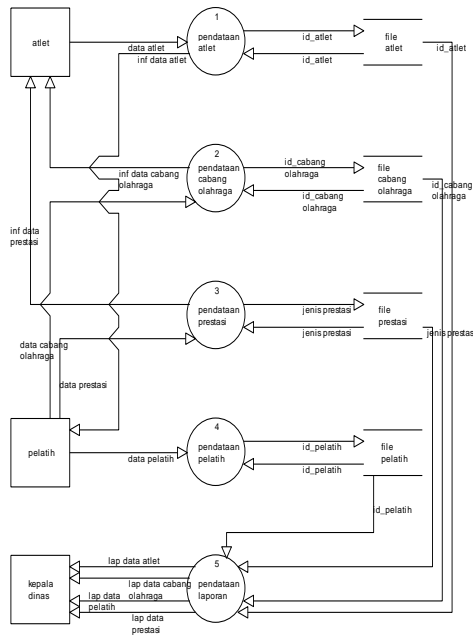 1
pendataan
atlet
atlet
data atlet
inf data atlet
id_atlet
id_atlet
file
atlet
id_atlet
2
pendataan
cabang
olahraga
inf data cabang
olahraga
id_cabang
olahraga
id_cabang
olahraga
file
cabang
olahraga
id_cabang
olahraga
inf data
prestasi
3
pendataan
prestasi
jenis prestasi
jenis prestasi
file
prestasi
jenis prestasi
data cabang
olahraga
data prestasi
pelatih
data pelatih
4
pendataan
pelatih
id_pelatih
id_pelatih
file
pelatih
id_pelatih
kepala
dinas
lap data atlet
lap data cabang
olahraga
lap data
pelatih
lap data
prestasi
5
pendataan
laporan